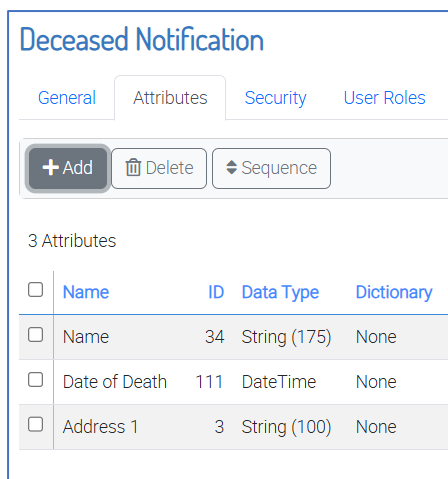 Deceased Notification
General Attributes Security User Roles
Add Delete Sequence
3 Attributes
Name ID Data Type Dictionary
Name 34 String (175) None
Date of Death 111 DateTime None
Address 1 3 String (100) None